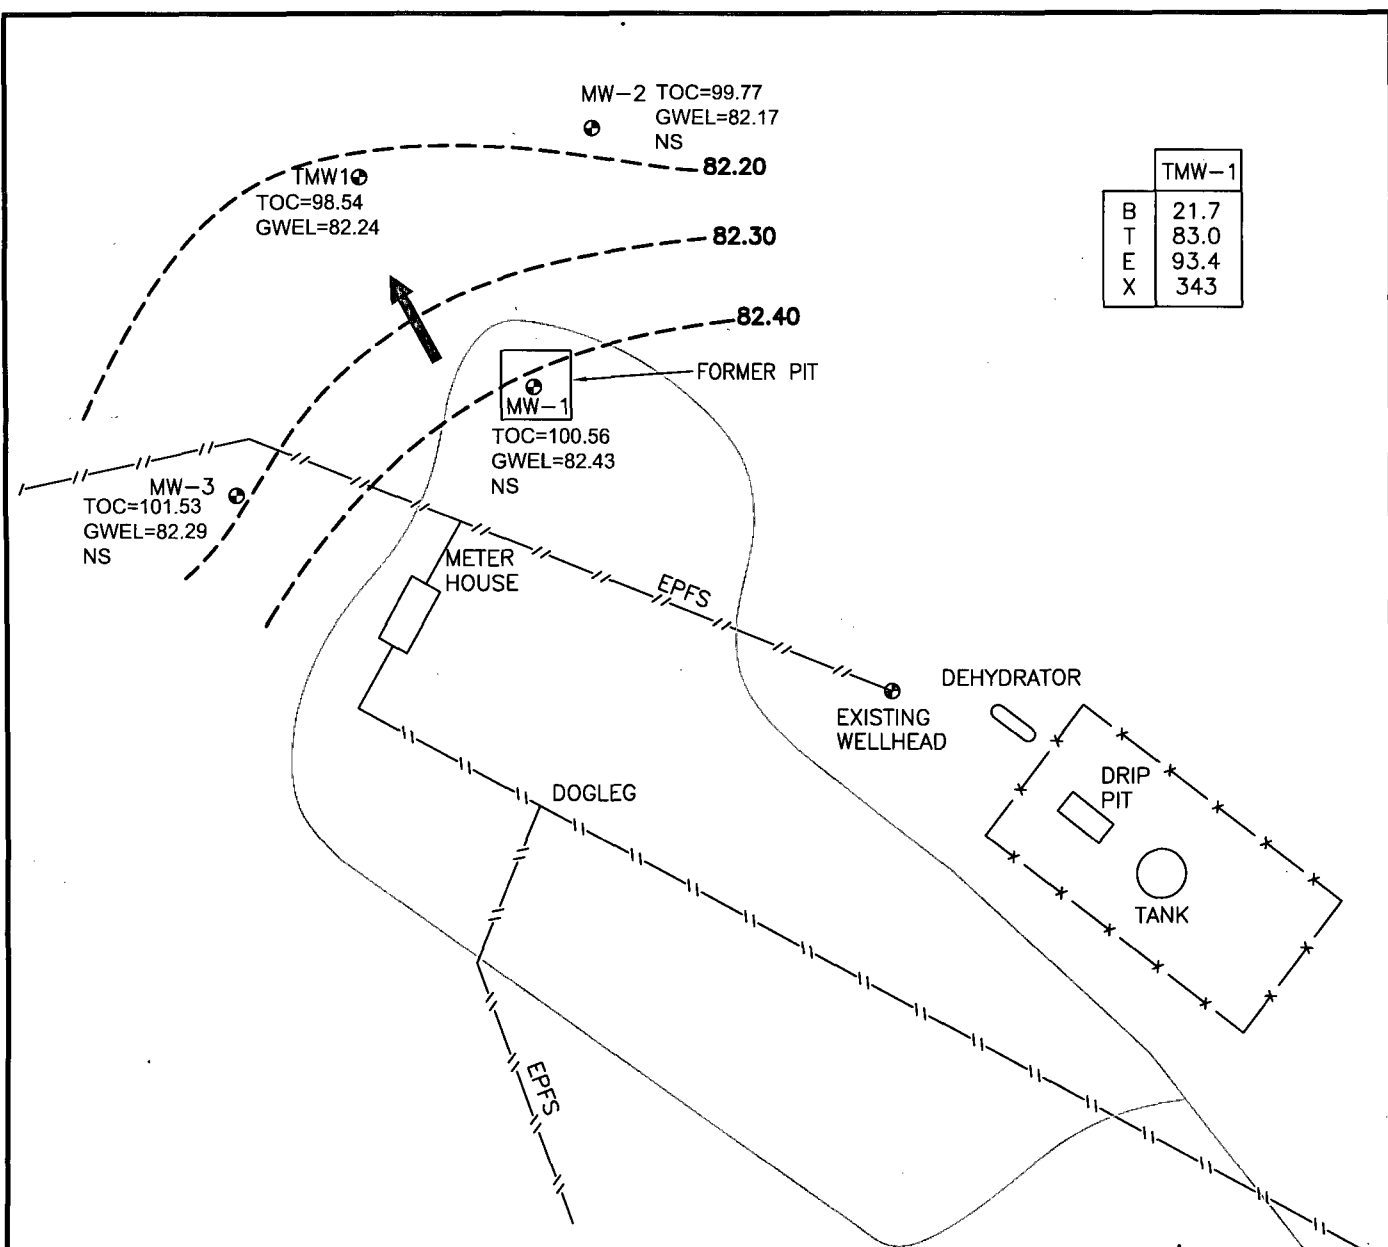 MW-2 TOC=99.77
GWEL=82.17
NS
82.20
TMW1
TOC=98.54
GWEL=82.24
TMW-1
B 21.7
T 83.0
E 93.4
X 343
82.30
82.40
FORMER PIT
MW-1
TOC=100.56
GWEL=82.43
NS
MW-3
TOC=101.53
GWEL=82.29
NS
METER
HOUSE
EPFS
DEHYDRATOR
EXISTING
WELLHEAD
DRIP
PIT
TANK
DOGLEG
EPFS